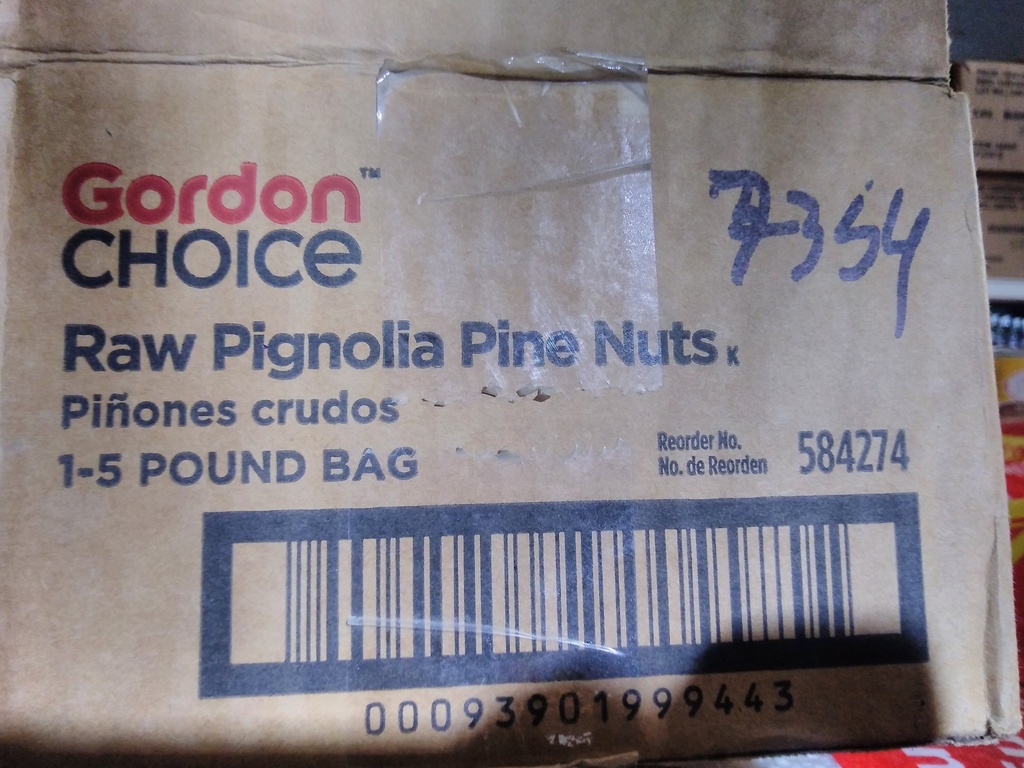 Gordon™
CHOICe
7354
Raw Pignolia Pine Nuts K
Piñones crudos
1-5 POUND BAG
Reorder No.
No. de Reorden
584274
00093901999443